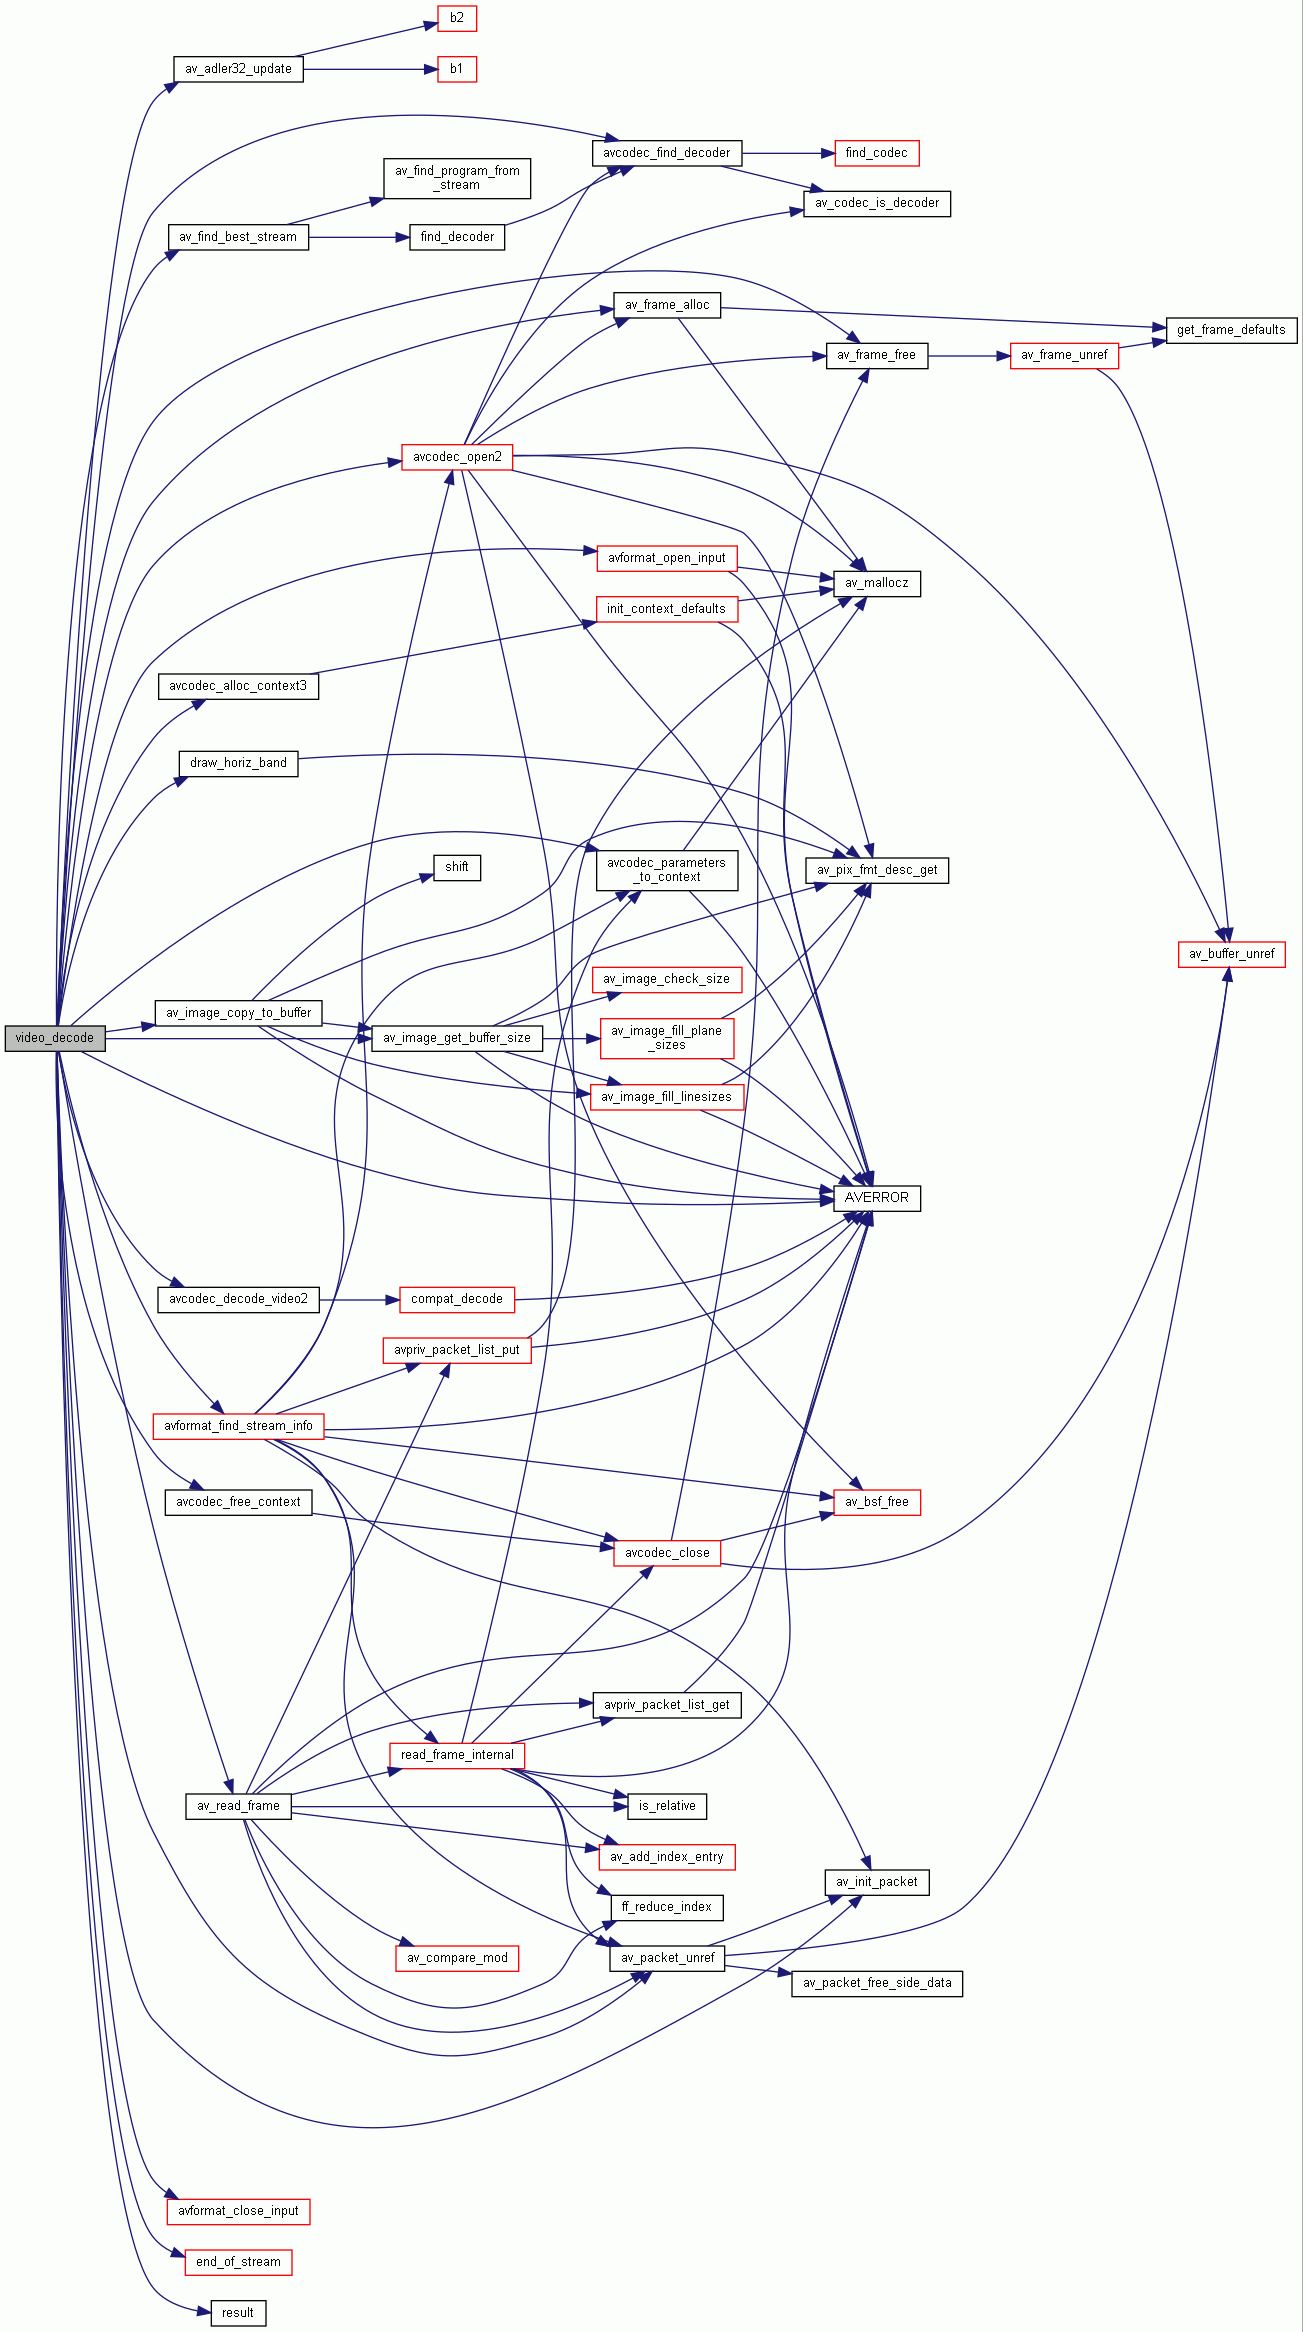 b2
av_adler32_update
b1
avcodec_find_decoder
find_codec
av_find_program_from
_stream
av_codec_is_decoder
av_find_best_stream
find_decoder
av_frame_alloc
get_frame_defaults
av_frame_free
av_frame_unref
avcodec_open2
avformat_open_input
av_mallocz
init_context_defaults
avcodec_alloc_context3
draw_horiz_band
avcodec_parameters
_to_context
shift
av_pix_fmt_desc_get
av_buffer_unref
av_image_check_size
av_image_copy_to_buffer
video_decode
av_image_get_buffer_size
av_image_fill_plane
_sizes
av_image_fill_linesizes
AVERROR
avcodec_decode_video2
compat_decode
avpriv_packet_list_put
avformat_find_stream_info
avcodec_free_context
av_bsf_free
avcodec_close
avpriv_packet_list_get
read_frame_internal
av_read_frame
is_relative
av_add_index_entry
av_init_packet
ff_reduce_index
av_compare_mod
av_packet_unref
av_packet_free_side_data
avformat_close_input
end_of_stream
result